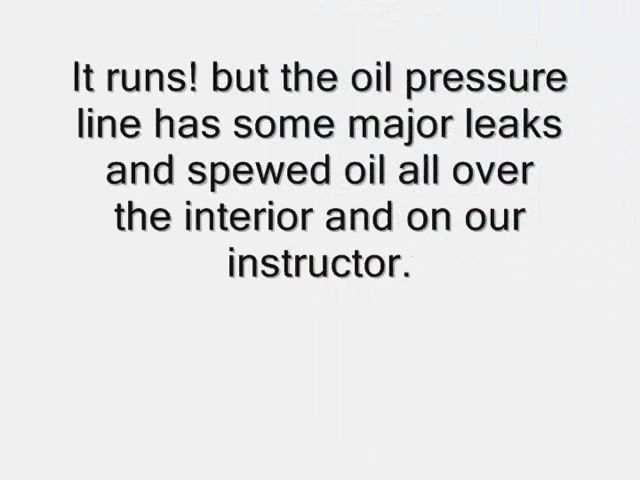 It runs! but the oil pressure
line has some major leaks
and spewed oil all over
the interior and on our
instructor.